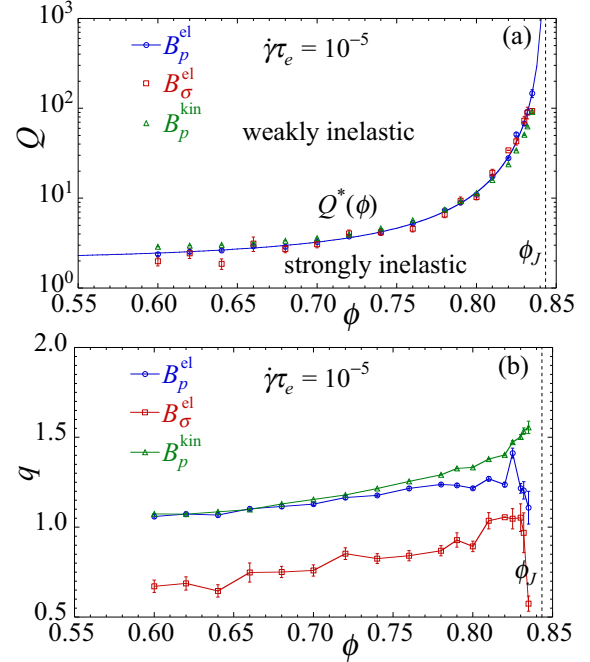 (a)
B_p^el
B_σ^el
B_p^kin
γ̇τ_e = 10^-5
weakly inelastic
Q*(ϕ)
strongly inelastic
ϕ_J
Q
10^3
10^2
10^1
10^0
0.55 0.60 0.65 0.70 0.75 0.80 0.85
ϕ
(b)
B_p^el
B_σ^el
B_p^kin
γ̇τ_e = 10^-5
ϕ_J
q
2.0
1.5
1.0
0.5
0.55 0.60 0.65 0.70 0.75 0.80 0.85
ϕ